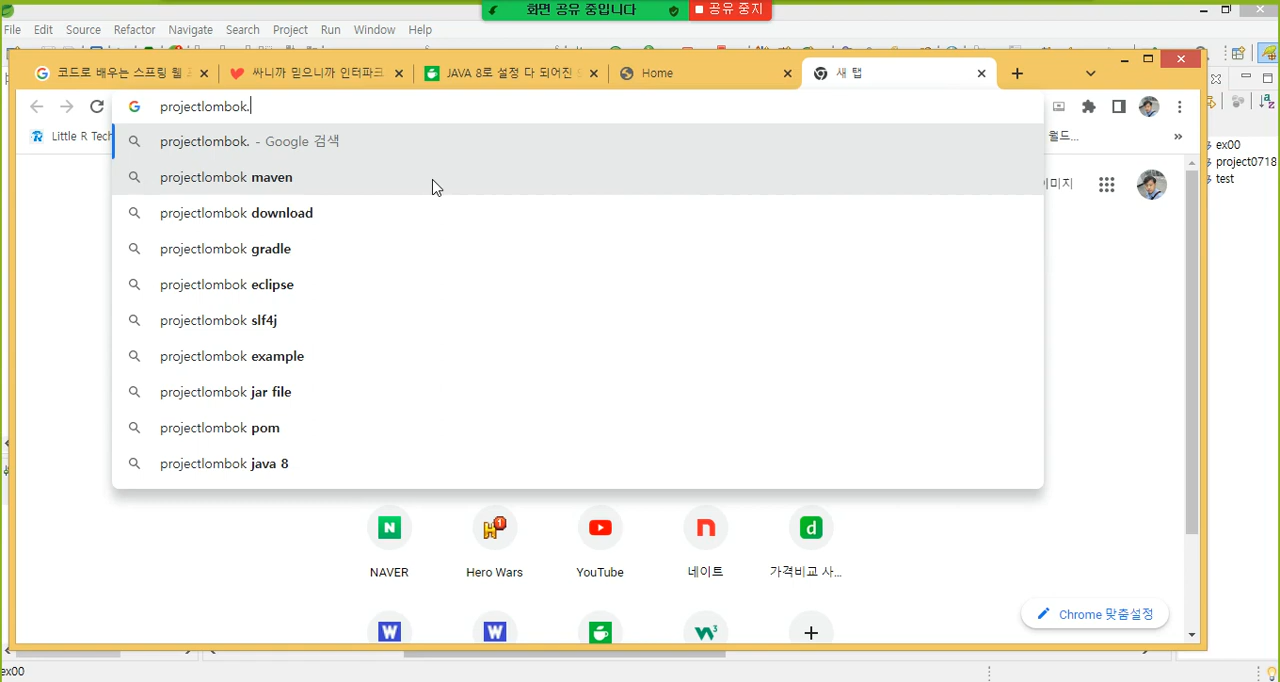 화면 공유 중입니다
공유 중지
File Edit Source Refactor Navigate Search Project Run Window Help
코드로 배우는 스프링 웹
싸니까 믿으니까 인터파크
JAVA 8로 설정 다 되어진
Home
새 탭
projectlombok.
Little R Tech
월드...
projectlombok. - Google 검색
projectlombok maven
projectlombok download
projectlombok gradle
projectlombok eclipse
projectlombok slf4j
projectlombok example
projectlombok jar file
projectlombok pom
projectlombok java 8
이미지
ex00
project0718
test
NAVER
Hero Wars
YouTube
네이트
가격비교 사...
Chrome 맞춤설정
ex00